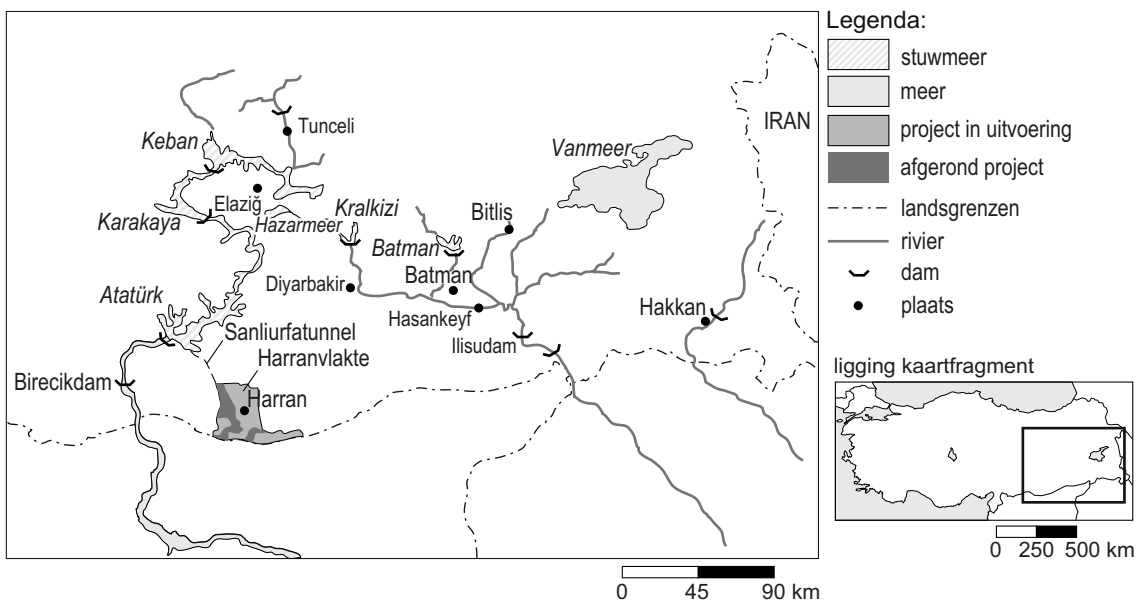 Legenda:
stuwmeer
meer
project in uitvoering
afgerond project
landsgrenzen
rivier
dam
plaats
IRAN
Tunceli
Keban
Vanmeer
Elaziğ
Karakaya
Hazarmeer
Kralkizi
Bitlis
Batman
Batman
Diyarbakir
Atatürk
Hasankeyf
Hakkan
Sanliurfatunnel
Ilisudam
Harranvlakte
Birecikdam
Harran
ligging kaartfragment
0 250 500 km
0 45 90 km